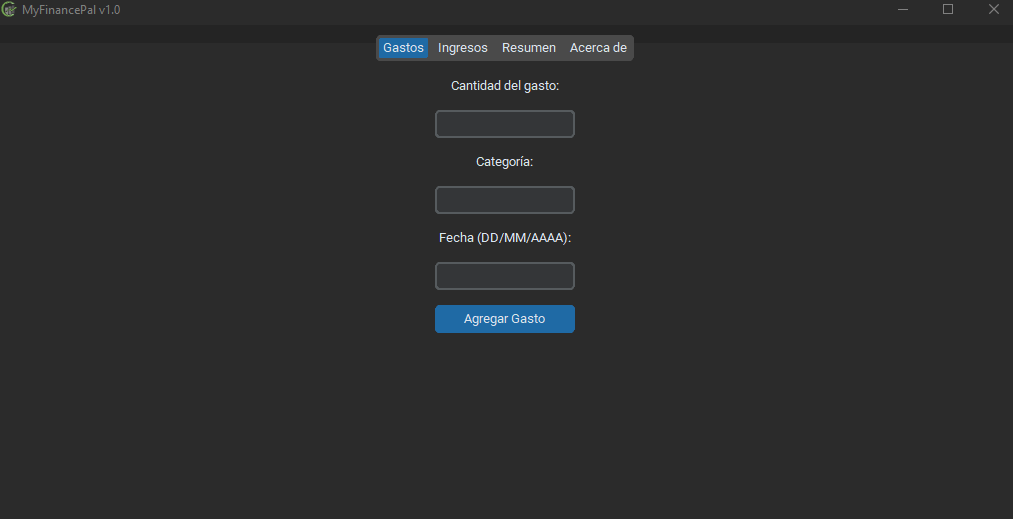 MyFinancePal v1.0
Gastos Ingresos Resumen Acerca de
Cantidad del gasto:
Categoría:
Fecha (DD/MM/AAAA):
Agregar Gasto